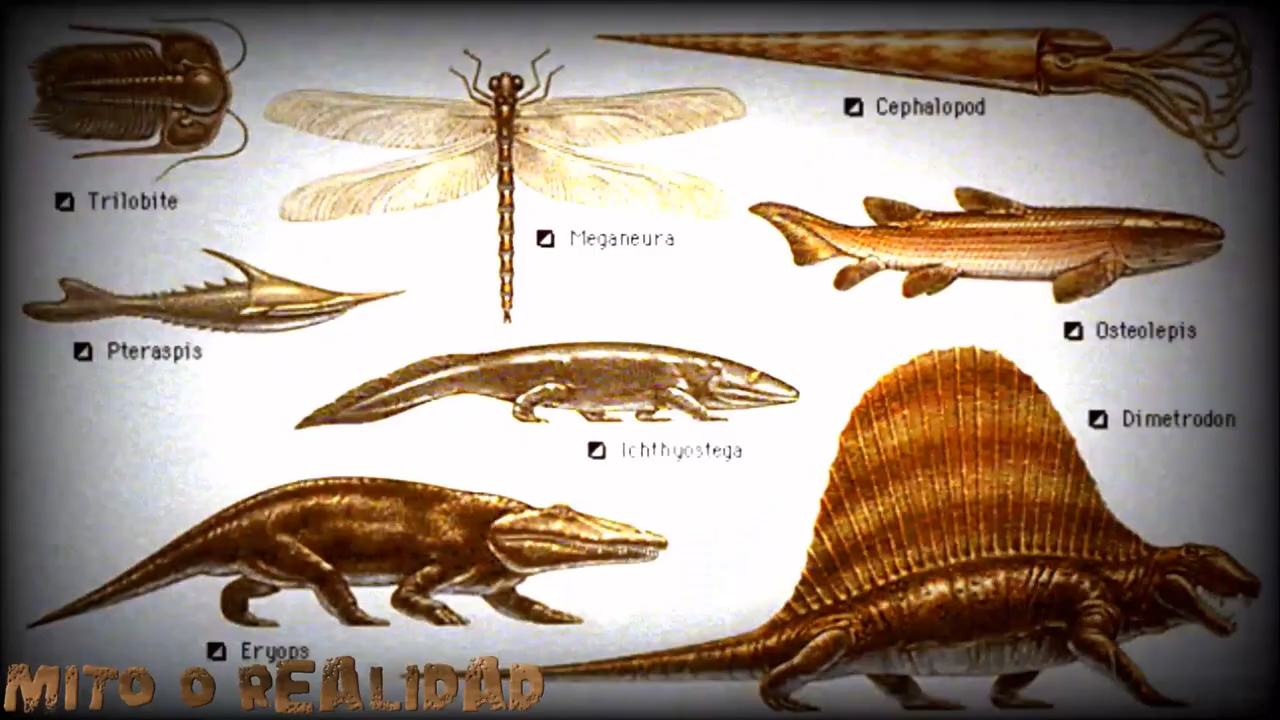 Cephalopod
Trilobite
Meganeura
Osteolepis
Pteraspis
Dimetrodon
Ichthyostega
Eryops
MITO O REALIDAD